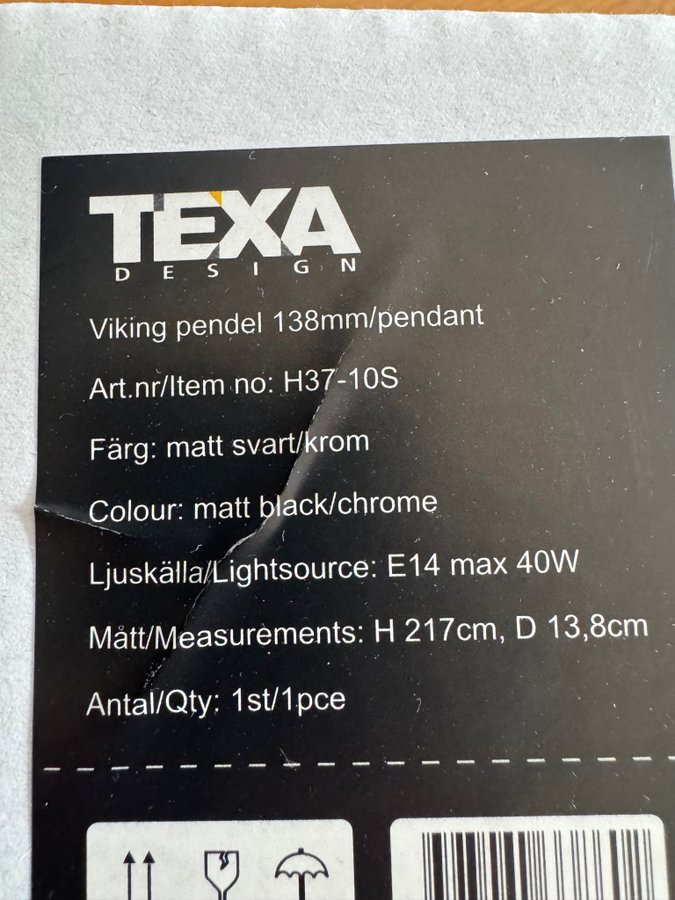 TEXA
DESIGN
Viking pendel 138mm/pendant
Art.nr/Item no: H37-10S
Färg: matt svart/krom
Colour: matt black/chrome
Ljuskälla/Lightsource: E14 max 40W
Mått/Measurements: H 217cm, D 13,8cm
Antal/Qty: 1st/1pce